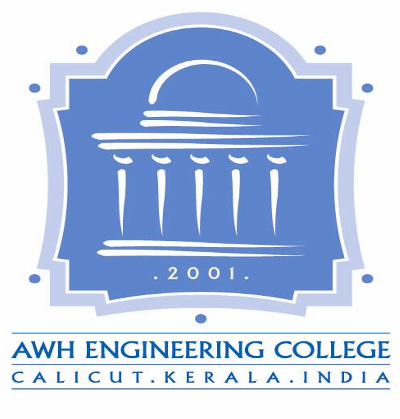 .2001.
AWH ENGINEERING COLLEGE
CALICUT.KERALA.INDIA